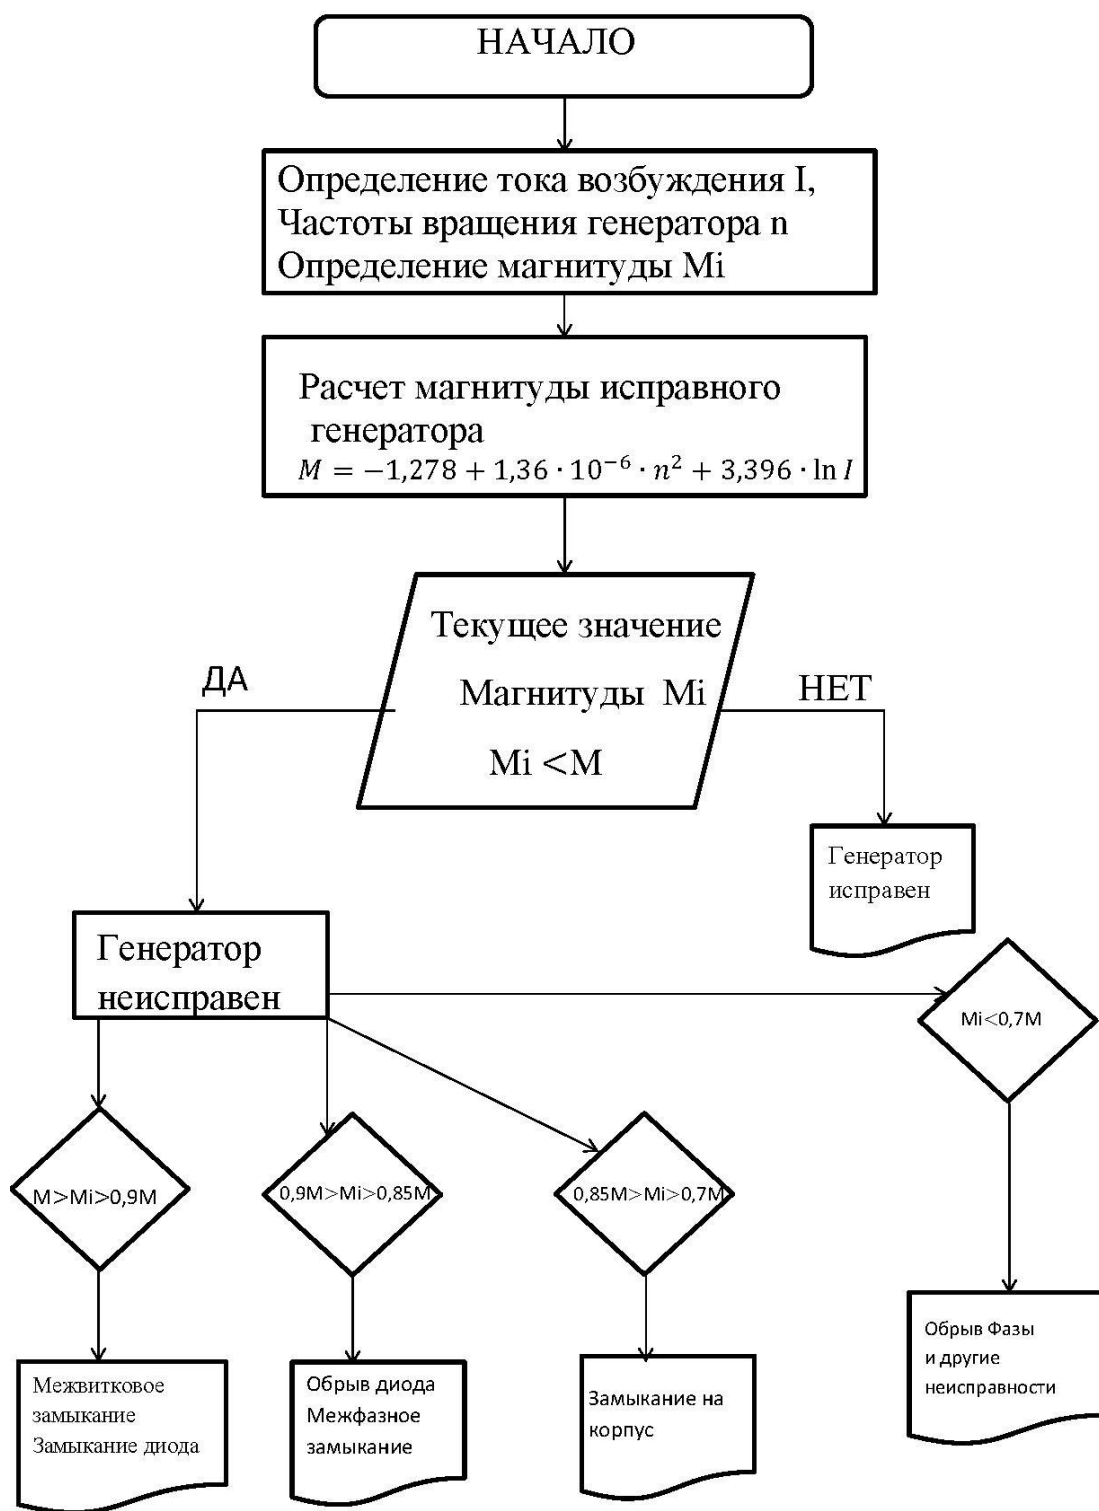 НАЧАЛО
Определение тока возбуждения I,
Частоты вращения генератора n
Определение магнитуды Mi
Расчет магнитуды исправного
генератора
M = −1,278 + 1,36 · 10⁻⁶ · n² + 3,396 · ln I
Текущее значение
Магнитуды Mi
Mi <M
ДА
НЕТ
Генератор
исправен
Генератор
неисправен
Mi<0,7M
M>Mi>0,9M
0,9M>Mi>0,85M
0,85M>Mi>0,7M
Межвитковое
замыкание
Замыкание диода
Обрыв диода
Межфазное
замыкание
Замыкание на
корпус
Обрыв Фазы
и другие
неисправности